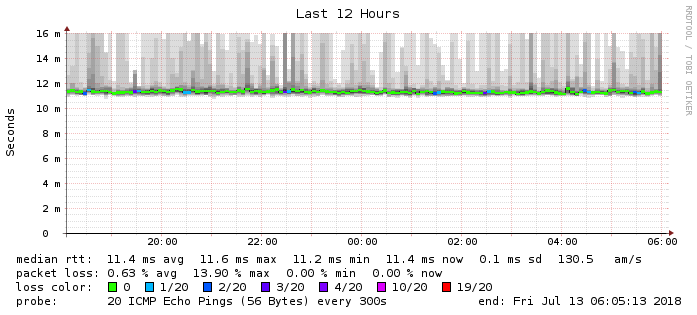 Last 12 Hours
RRDTOOL / TOBI OETIKER
Seconds
16 m
14 m
12 m
10 m
8 m
6 m
4 m
2 m
0
20:00 22:00 00:00 02:00 04:00 06:00
median rtt: 11.4 ms avg 11.6 ms max 11.2 ms min 11.4 ms now 0.1 ms sd 130.5 am/s
packet loss: 0.63 % avg 13.90 % max 0.00 % min 0.00 % now
loss color: 0 1/20 2/20 3/20 4/20 10/20 19/20
probe: 20 ICMP Echo Pings (56 Bytes) every 300s end: Fri Jul 13 06:05:13 2018